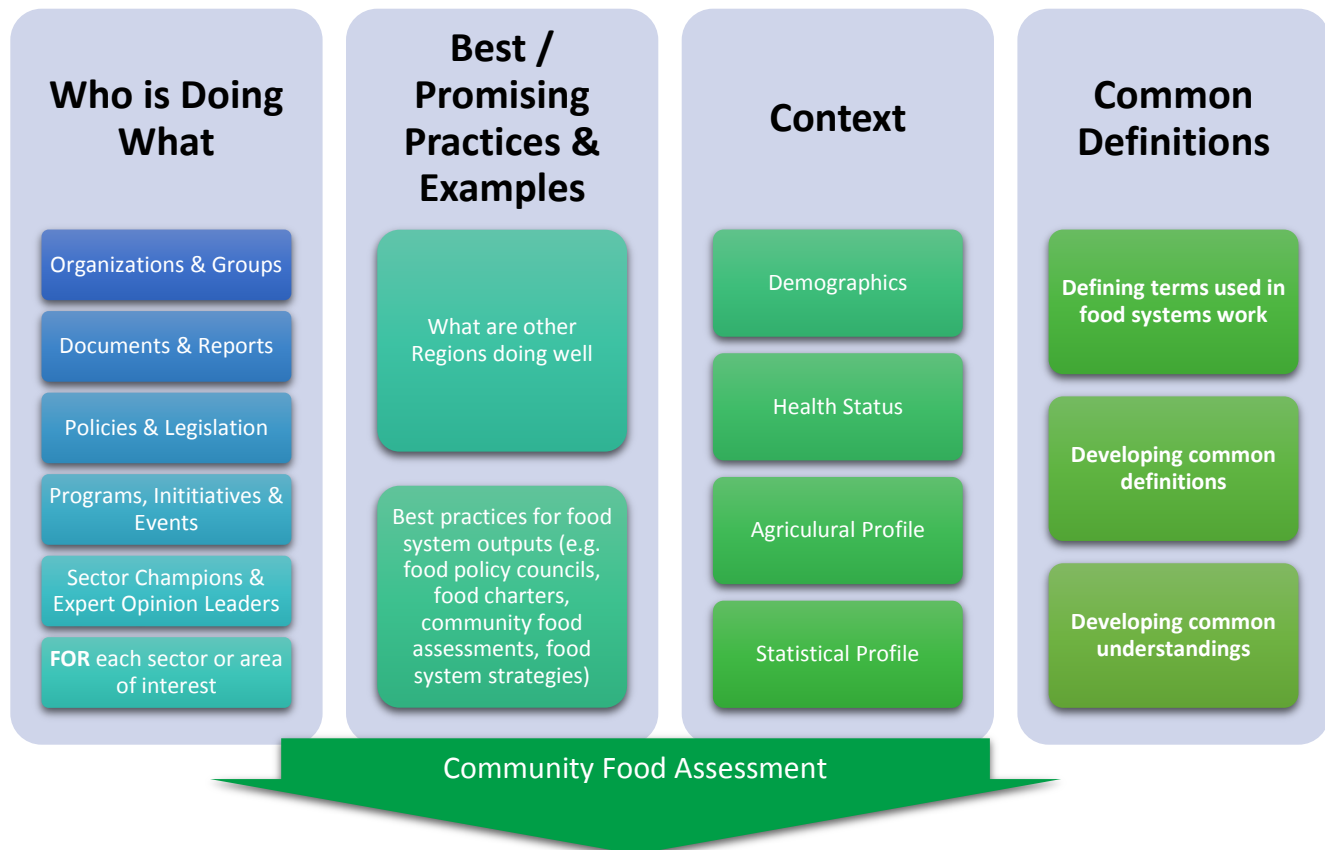 Who is Doing
What
Organizations & Groups
Documents & Reports
Policies & Legislation
Programs, Inititiatives &
Events
Sector Champions &
Expert Opinion Leaders
FOR each sector or area
of interest
Best /
Promising
Practices &
Examples
What are other
Regions doing well
Best practices for food
system outputs (e.g.
food policy councils,
food charters,
community food
assessments, food
system strategies)
Context
Demographics
Health Status
Agriculural Profile
Statistical Profile
Common
Definitions
Defining terms used in
food systems work
Developing common
definitions
Developing common
understandings
Community Food Assessment